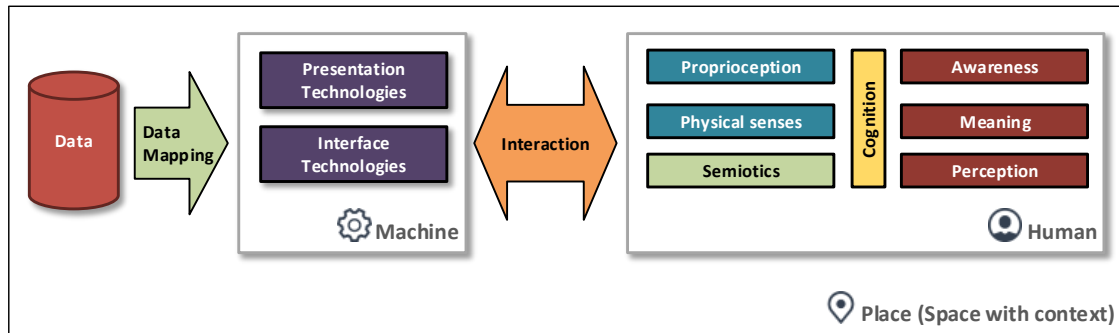 Data
Data
Mapping
Presentation
Technologies
Interface
Technologies
Machine
Interaction
Proprioception
Physical senses
Semiotics
Cognition
Awareness
Meaning
Perception
Human
Place (Space with context)